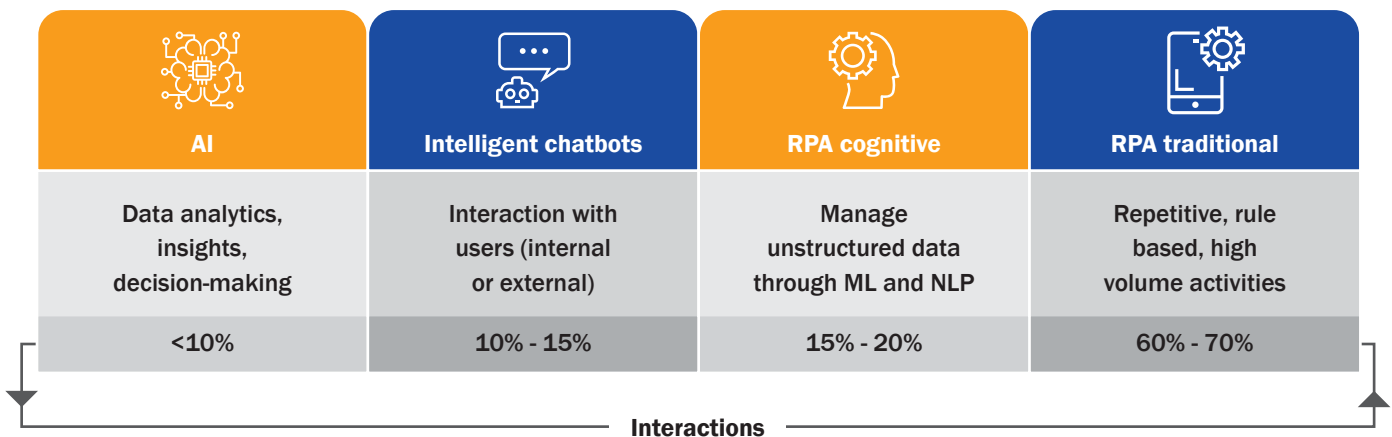 AI
Intelligent chatbots
RPA cognitive
RPA traditional
Data analytics,
insights,
decision-making
Interaction with
users (internal
or external)
Manage
unstructured data
through ML and NLP
Repetitive, rule
based, high
volume activities
<10%
10% - 15%
15% - 20%
60% - 70%
Interactions